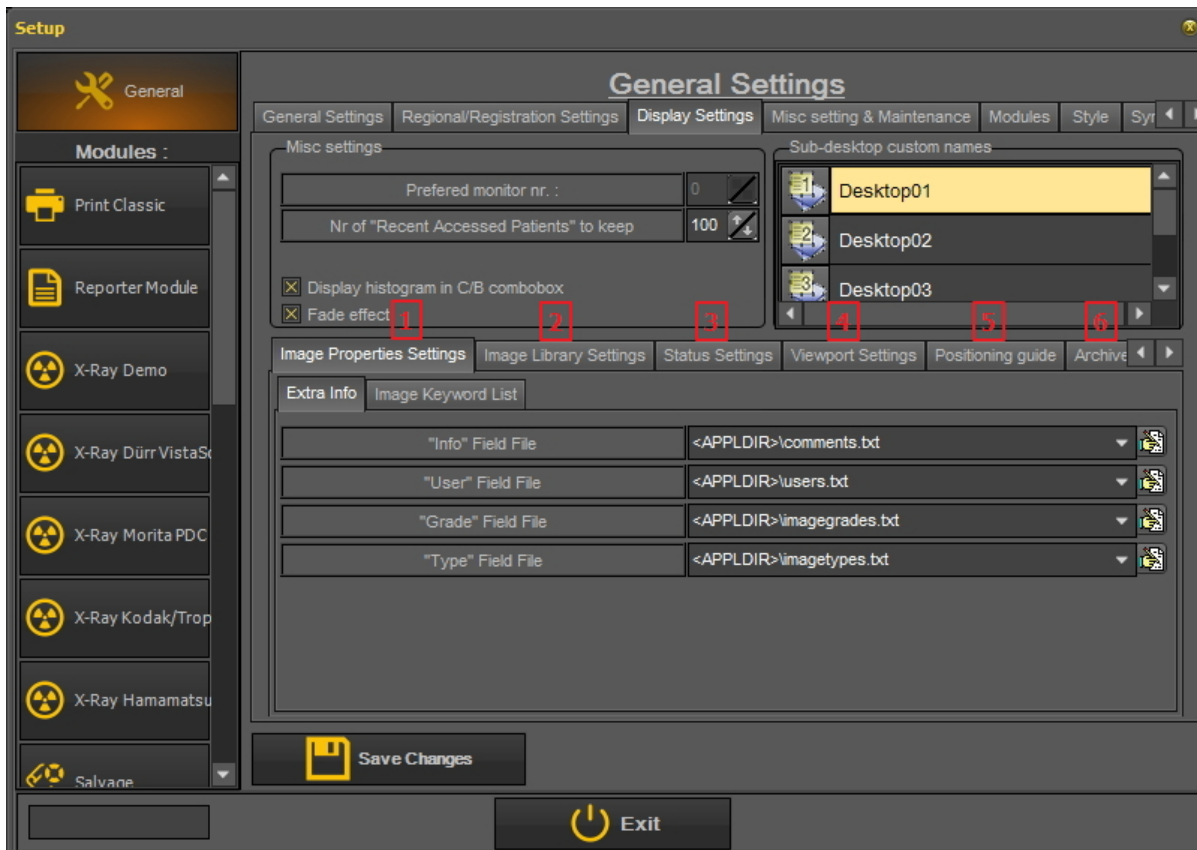 Setup
General
General Settings
General Settings
Regional/Registration Settings
Display Settings
Misc setting & Maintenance
Modules
Style
Syr
Modules :
Print Classic
Reporter Module
X-Ray Demo
X-Ray Dürr VistaSc
X-Ray Morita PDC
X-Ray Kodak/Trop
X-Ray Hamamatsu
Salvage
Misc settings
Prefered monitor nr. :
0
Nr of "Recent Accessed Patients" to keep
100
Display histogram in C/B combobox
Fade effect
Sub-desktop custom names
1 Desktop01
2 Desktop02
3 Desktop03
1
2
3
4
5
6
Image Properties Settings
Image Library Settings
Status Settings
Viewport Settings
Positioning guide
Archive
Extra Info
Image Keyword List
"Info" Field File
<APPLDIR>\comments.txt
"User" Field File
<APPLDIR>\users.txt
"Grade" Field File
<APPLDIR>\imagegrades.txt
"Type" Field File
<APPLDIR>\imagetypes.txt
Save Changes
Exit